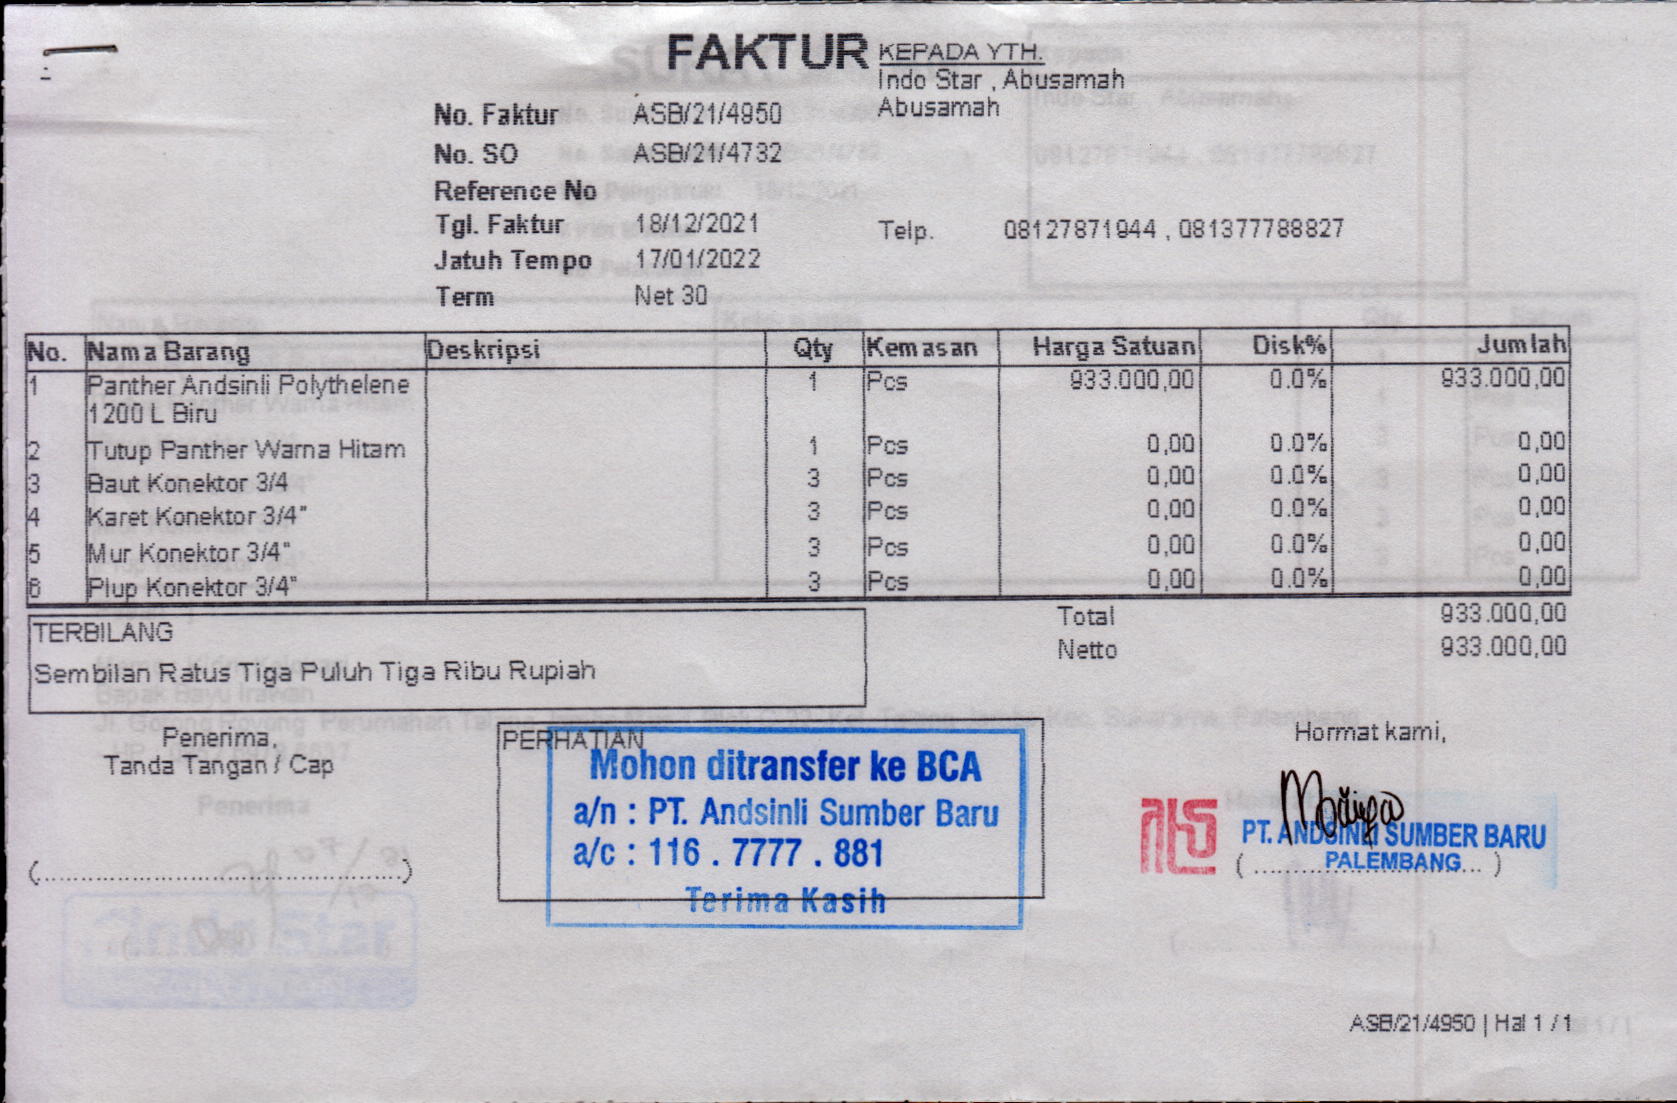 FAKTUR
KEPADA YTH.
Indo Star , Abusamah
Abusamah
No. Faktur ASB/21/4950
No. SO ASB/21/4732
Reference No
Tgl. Faktur 18/12/2021
Telp. 08127871944 , 081377788827
Jatuh Tempo 17/01/2022
Term Net 30
No. Nama Barang Deskripsi Qty Kemasan Harga Satuan Disk% Jumlah
1 Panther Andsinli Polythelene 1 Pcs 933.000,00 0.0% 933.000,00
1200 L Biru
2 Tutup Panther Warna Hitam 1 Pcs 0,00 0.0% 0,00
3 Baut Konektor 3/4 3 Pcs 0,00 0.0% 0,00
4 Karet Konektor 3/4" 3 Pcs 0,00 0.0% 0,00
5 Mur Konektor 3/4" 3 Pcs 0,00 0.0% 0,00
6 Plup Konektor 3/4" 3 Pcs 0,00 0.0% 0,00
Total 933.000,00
Netto 933.000,00
TERBILANG
Sembilan Ratus Tiga Puluh Tiga Ribu Rupiah
Penerima,
Tanda Tangan / Cap
(..................................................)
PERHATIAN
Mohon ditransfer ke BCA
a/n : PT. Andsinli Sumber Baru
a/c : 116 . 7777 . 881
Terima Kasih
Hormat kami,
PT. ANDSINLI SUMBER BARU
PALEMBANG
ASB/21/4950 | Hal 1 / 1